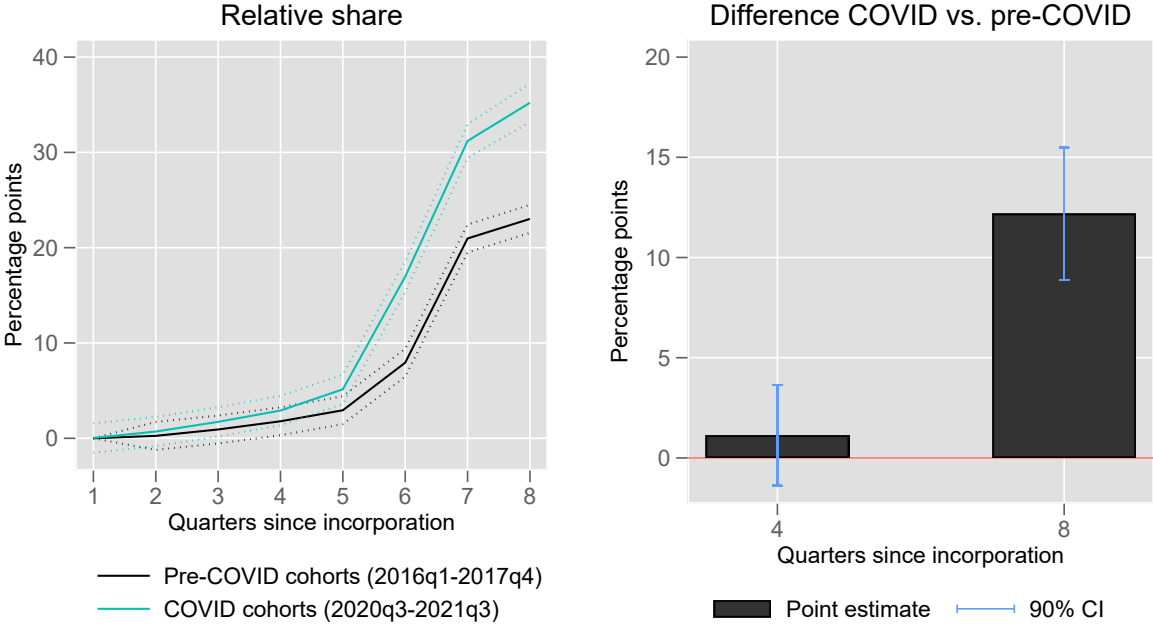 Relative share
Percentage points
40
30
20
10
0
1 2 3 4 5 6 7 8
Quarters since incorporation
Pre-COVID cohorts (2016q1-2017q4)
COVID cohorts (2020q3-2021q3)
Difference COVID vs. pre-COVID
Percentage points
20
15
10
5
0
4 8
Quarters since incorporation
Point estimate 90% CI